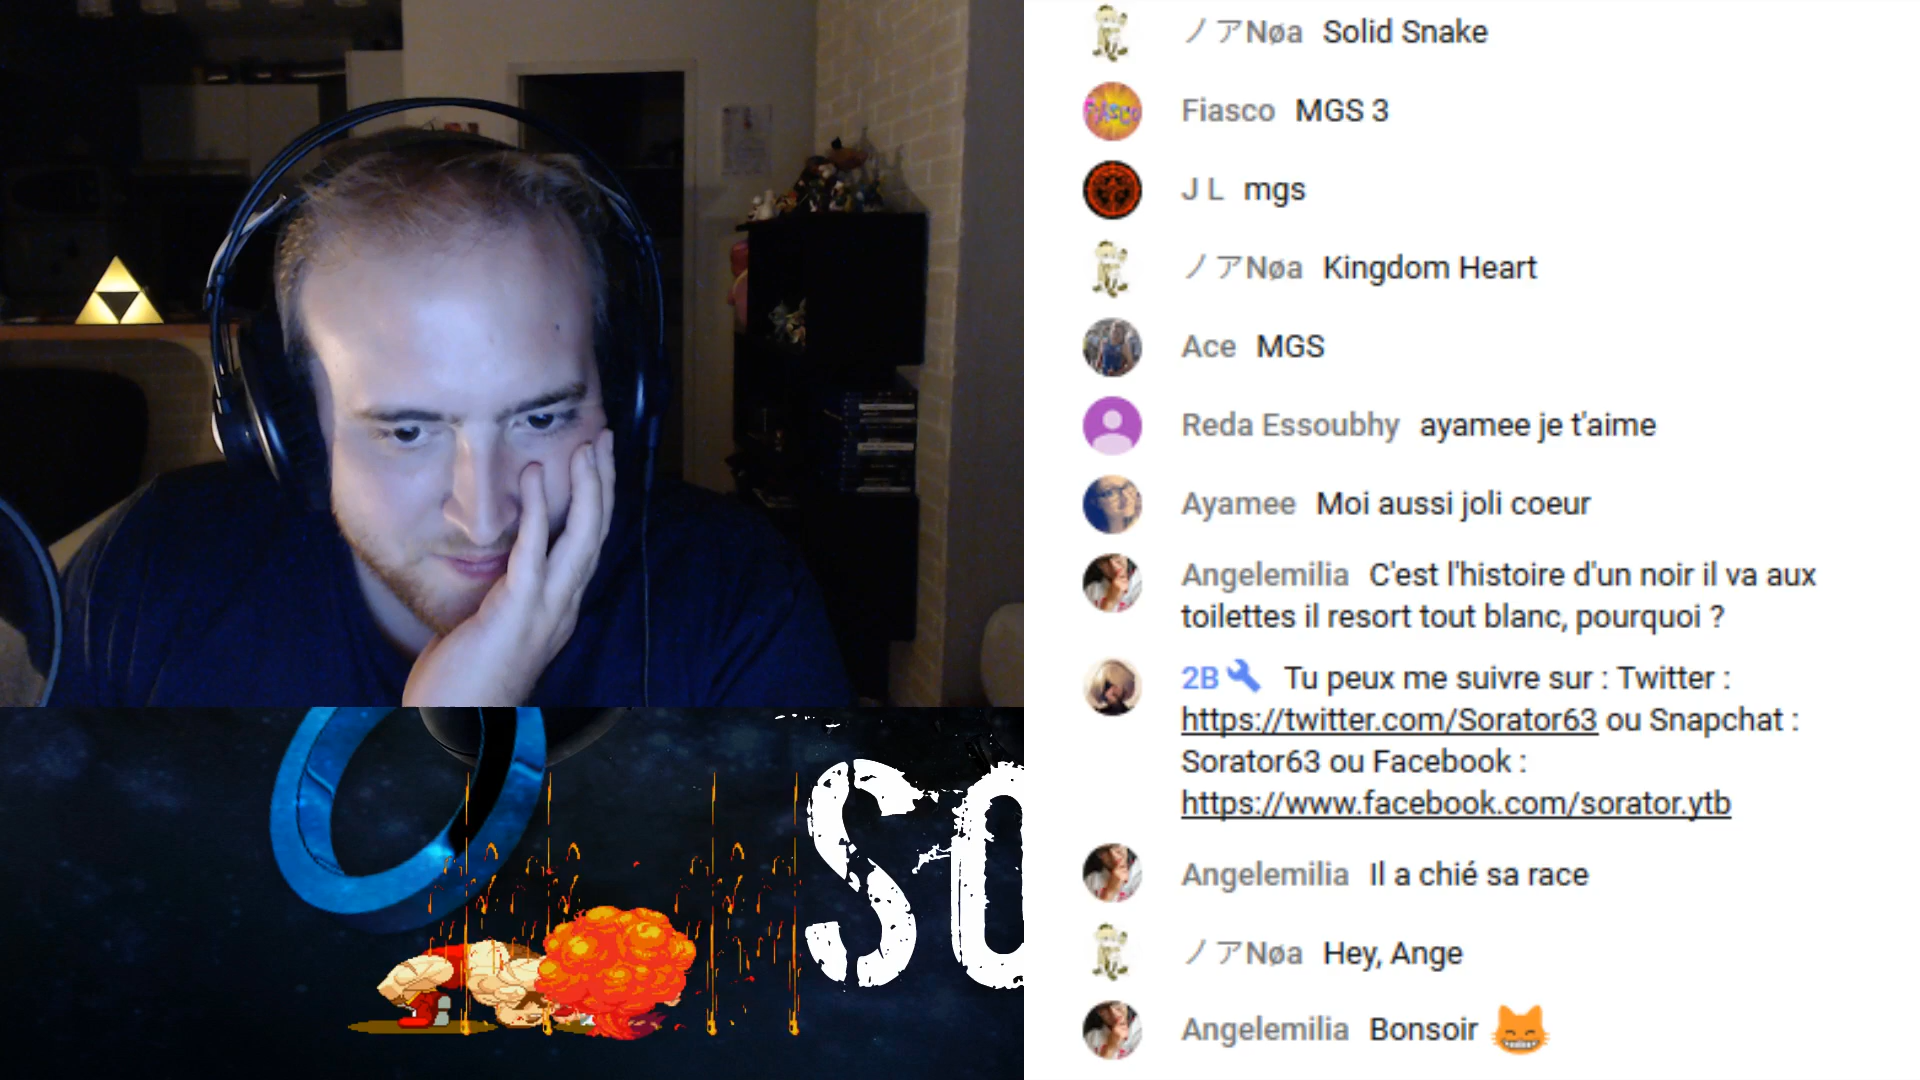 ノアNøa Solid Snake
Fiasco MGS 3
J L mgs
ノアNøa Kingdom Heart
Ace MGS
Reda Essoubhy ayamee je t'aime
Ayamee Moi aussi joli coeur
Angelemilia C'est l'histoire d'un noir il va aux
toilettes il resort tout blanc, pourquoi ?
2B Tu peux me suivre sur : Twitter :
https://twitter.com/Sorator63 ou Snapchat :
Sorator63 ou Facebook :
https://www.facebook.com/sorator.ytb
Angelemilia Il a chié sa race
ノアNøa Hey, Ange
Angelemilia Bonsoir
SO